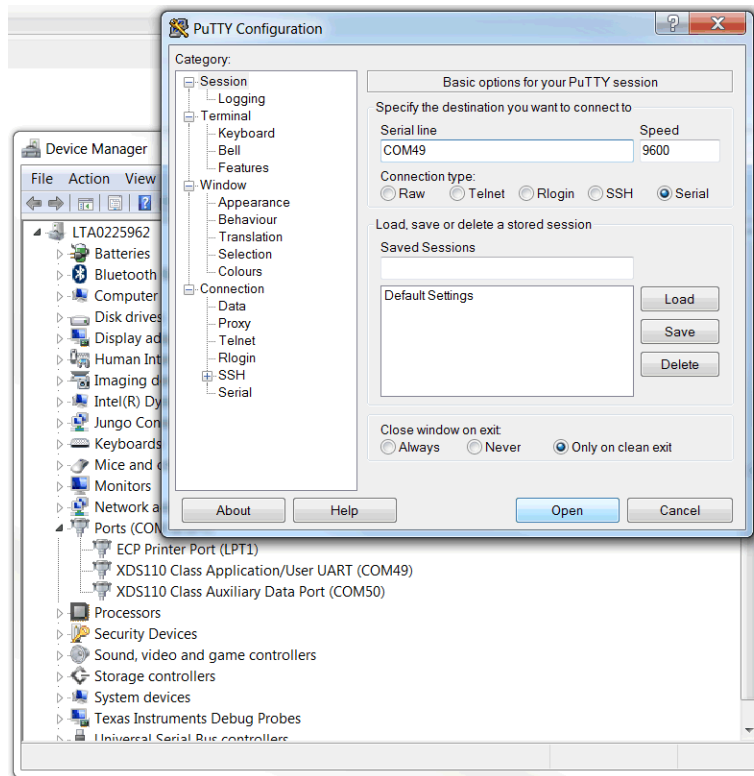 PuTTY Configuration
Category:
Session
Logging
Terminal
Keyboard
Bell
Features
Window
Appearance
Behaviour
Translation
Selection
Colours
Connection
Data
Proxy
Telnet
Rlogin
SSH
Serial
Basic options for your PuTTY session
Specify the destination you want to connect to
Serial line Speed
COM49 9600
Connection type:
Raw Telnet Rlogin SSH Serial
Load, save or delete a stored session
Saved Sessions
Default Settings
Load
Save
Delete
Close window on exit:
Always Never Only on clean exit
About Help Open Cancel
Device Manager
File Action View
LTA0225962
Batteries
Bluetooth
Computer
Disk drives
Display ad
Human Int
Imaging d
Intel(R) Dy
Jungo Con
Keyboards
Mice and
Monitors
Network a
Ports (COM
ECP Printer Port (LPT1)
XDS110 Class Application/User UART (COM49)
XDS110 Class Auxiliary Data Port (COM50)
Processors
Security Devices
Sound, video and game controllers
Storage controllers
System devices
Texas Instruments Debug Probes
Universal Serial Bus controllers